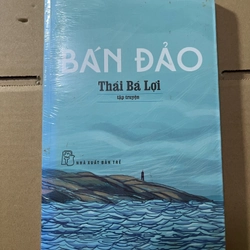 BÁN ĐẢO
Thái Bá Lợi
tập truyện
NHÀ XUẤT BẢN TRẺ